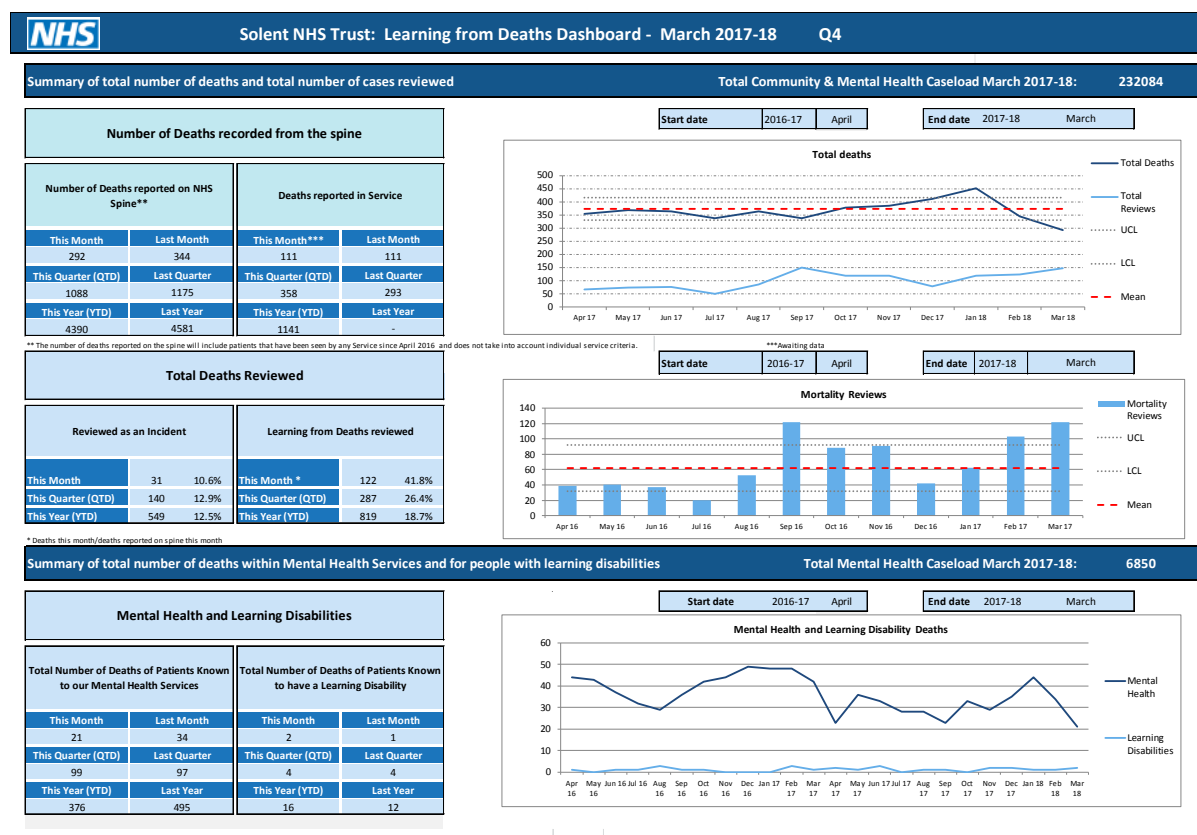 NHS
Solent NHS Trust: Learning from Deaths Dashboard - March 2017-18 Q4
Summary of total number of deaths and total number of cases reviewed
Total Community & Mental Health Caseload March 2017-18: 232084
Number of Deaths recorded from the spine
Number of Deaths reported on NHS
Spine**
Deaths reported in Service
This Month Last Month This Month*** Last Month
292 344 111 111
This Quarter (QTD) Last Quarter This Quarter (QTD) Last Quarter
1088 1175 358 293
This Year (YTD) Last Year This Year (YTD) Last Year
4390 4581 1141 -
** The number of deaths reported on the spine will include patients that have been seen by any Service since April 2016 and does not take into account individual service criteria.
***Awaiting data
Start date 2016-17 April End date 2017-18 March
Total deaths
500
450
400
350
300
250
200
150
100
50
0
Apr 17 May 17 Jun 17 Jul 17 Aug 17 Sep 17 Oct 17 Nov 17 Dec 17 Jan 18 Feb 18 Mar 18
Total Deaths
Total
Reviews
UCL
LCL
Mean
Total Deaths Reviewed
Reviewed as an Incident
Learning from Deaths reviewed
This Month 31 10.6% This Month * 122 41.8%
This Quarter (QTD) 140 12.9% This Quarter (QTD) 287 26.4%
This Year (YTD) 549 12.5% This Year (YTD) 819 18.7%
* Deaths this month/deaths reported on spine this month
Start date 2016-17 April End date 2017-18 March
Mortality Reviews
140
120
100
80
60
40
20
0
Apr 16 May 16 Jun 16 Jul 16 Aug 16 Sep 16 Oct 16 Nov 16 Dec 16 Jan 17 Feb 17 Mar 17
Mortality
Reviews
UCL
LCL
Mean
Summary of total number of deaths within Mental Health Services and for people with learning disabilities
Total Mental Health Caseload March 2017-18: 6850
Mental Health and Learning Disabilities
Total Number of Deaths of Patients Known
to our Mental Health Services
Total Number of Deaths of Patients Known
to have a Learning Disability
This Month Last Month This Month Last Month
21 34 2 1
This Quarter (QTD) Last Quarter This Quarter (QTD) Last Quarter
99 97 4 4
This Year (YTD) Last Year This Year (YTD) Last Year
376 495 16 12
Start date 2016-17 April End date 2017-18 March
Mental Health and Learning Disability Deaths
60
50
40
30
20
10
0
Apr May Jun 16 Jul 16 Aug Sep Oct Nov Dec Jan 17 Feb Mar Apr May Jun 17 Jul 17 Aug Sep Oct Nov Dec Jan 18 Feb Mar
16 16 16 16 16 16 16 17 17 17 17 17 17 17 17 17 18 18
Mental
Health
Learning
Disabilities